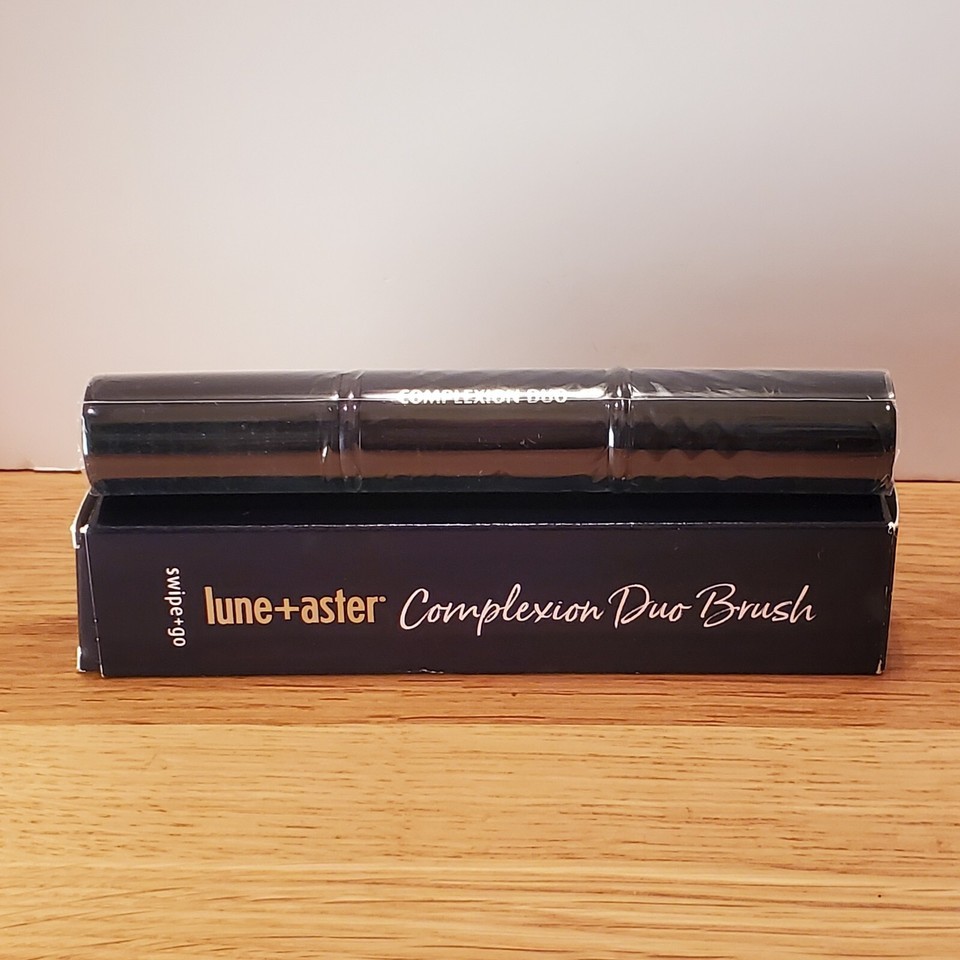 COMPLEXION DUO
swipe+go
lune+aster Complexion Duo Brush